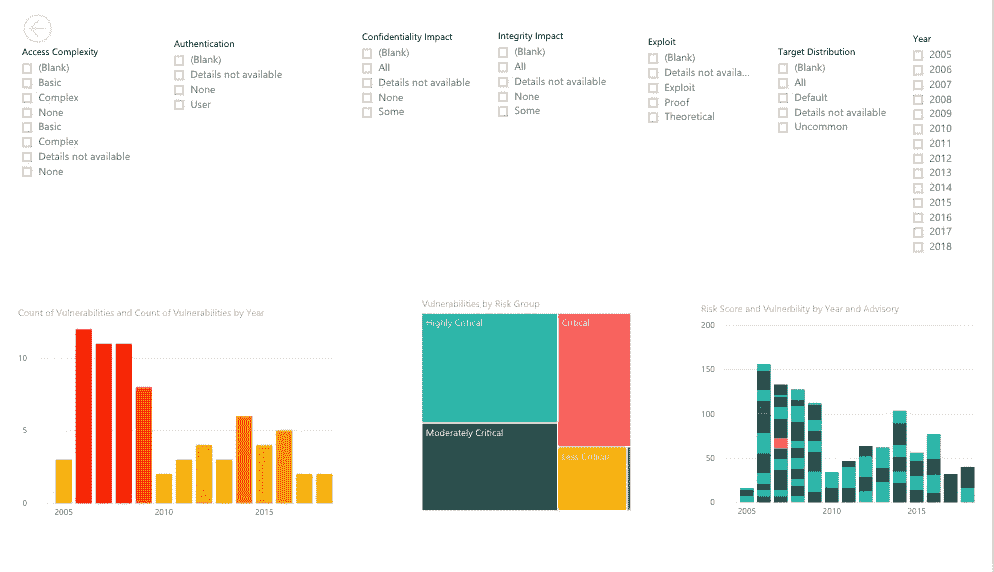 Access Complexity
(Blank)
Basic
Complex
None
Basic
Complex
Details not available
None
Authentication
(Blank)
Details not available
None
User
Confidentiality Impact
(Blank)
All
Details not available
None
Some
Integrity Impact
(Blank)
All
Details not available
None
Some
Exploit
(Blank)
Details not availa...
Exploit
Proof
Theoretical
Target Distribution
(Blank)
All
Default
Details not available
Uncommon
Year
2005
2006
2007
2008
2009
2010
2011
2012
2013
2014
2015
2016
2017
2018
Count of Vulnerabilities and Count of Vulnerabilities by Year
10
5
0
2005 2010 2015
Vulnerabilities by Risk Group
Highly Critical
Critical
Moderately Critical
Less Critical
Risk Score and Vulnerbility by Year and Advisory
200
150
100
50
0
2005 2010 2015